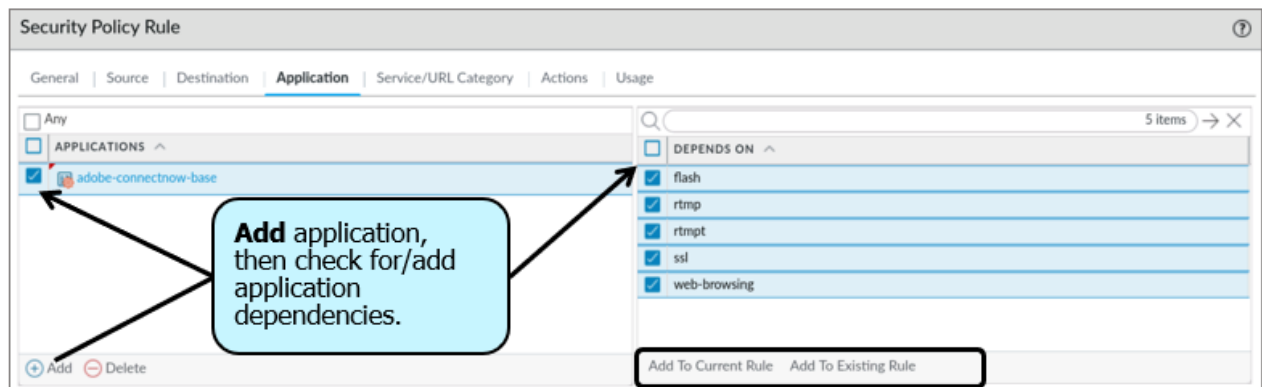 Security Policy Rule
General | Source | Destination | Application | Service/URL Category | Actions | Usage
Any
5 items
APPLICATIONS
DEPENDS ON
adobe-connectnow-base
flash
rtmp
rtmpt
ssl
web-browsing
Add application,
then check for/add
application
dependencies.
Add Delete
Add To Current Rule Add To Existing Rule